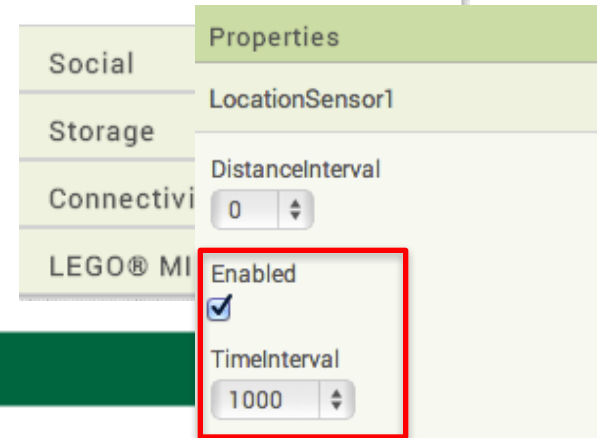 Social
Storage
Connectivi
LEGO® MI
Properties
LocationSensor1
DistanceInterval
0
Enabled
TimeInterval
1000